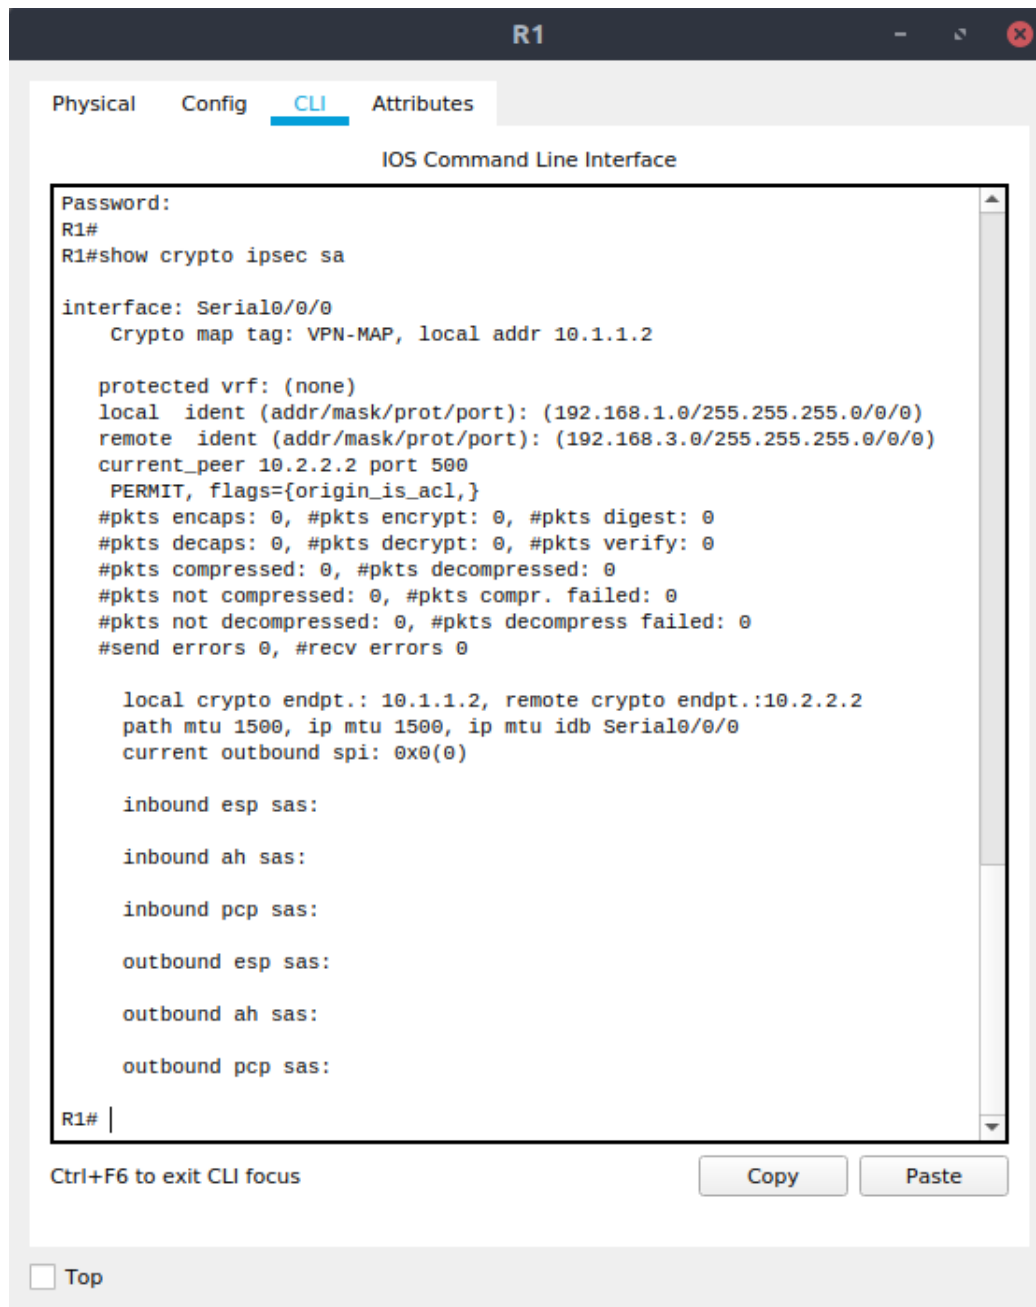 R1
Physical Config CLI Attributes
IOS Command Line Interface
Password:
R1#
R1#show crypto ipsec sa
interface: Serial0/0/0
Crypto map tag: VPN-MAP, local addr 10.1.1.2
protected vrf: (none)
local ident (addr/mask/prot/port): (192.168.1.0/255.255.255.0/0/0)
remote ident (addr/mask/prot/port): (192.168.3.0/255.255.255.0/0/0)
current_peer 10.2.2.2 port 500
PERMIT, flags={origin_is_acl,}
#pkts encaps: 0, #pkts encrypt: 0, #pkts digest: 0
#pkts decaps: 0, #pkts decrypt: 0, #pkts verify: 0
#pkts compressed: 0, #pkts decompressed: 0
#pkts not compressed: 0, #pkts compr. failed: 0
#pkts not decompressed: 0, #pkts decompress failed: 0
#send errors 0, #recv errors 0
local crypto endpt.: 10.1.1.2, remote crypto endpt.:10.2.2.2
path mtu 1500, ip mtu 1500, ip mtu idb Serial0/0/0
current outbound spi: 0x0(0)
inbound esp sas:
inbound ah sas:
inbound pcp sas:
outbound esp sas:
outbound ah sas:
outbound pcp sas:
R1#
Ctrl+F6 to exit CLI focus Copy Paste
Top